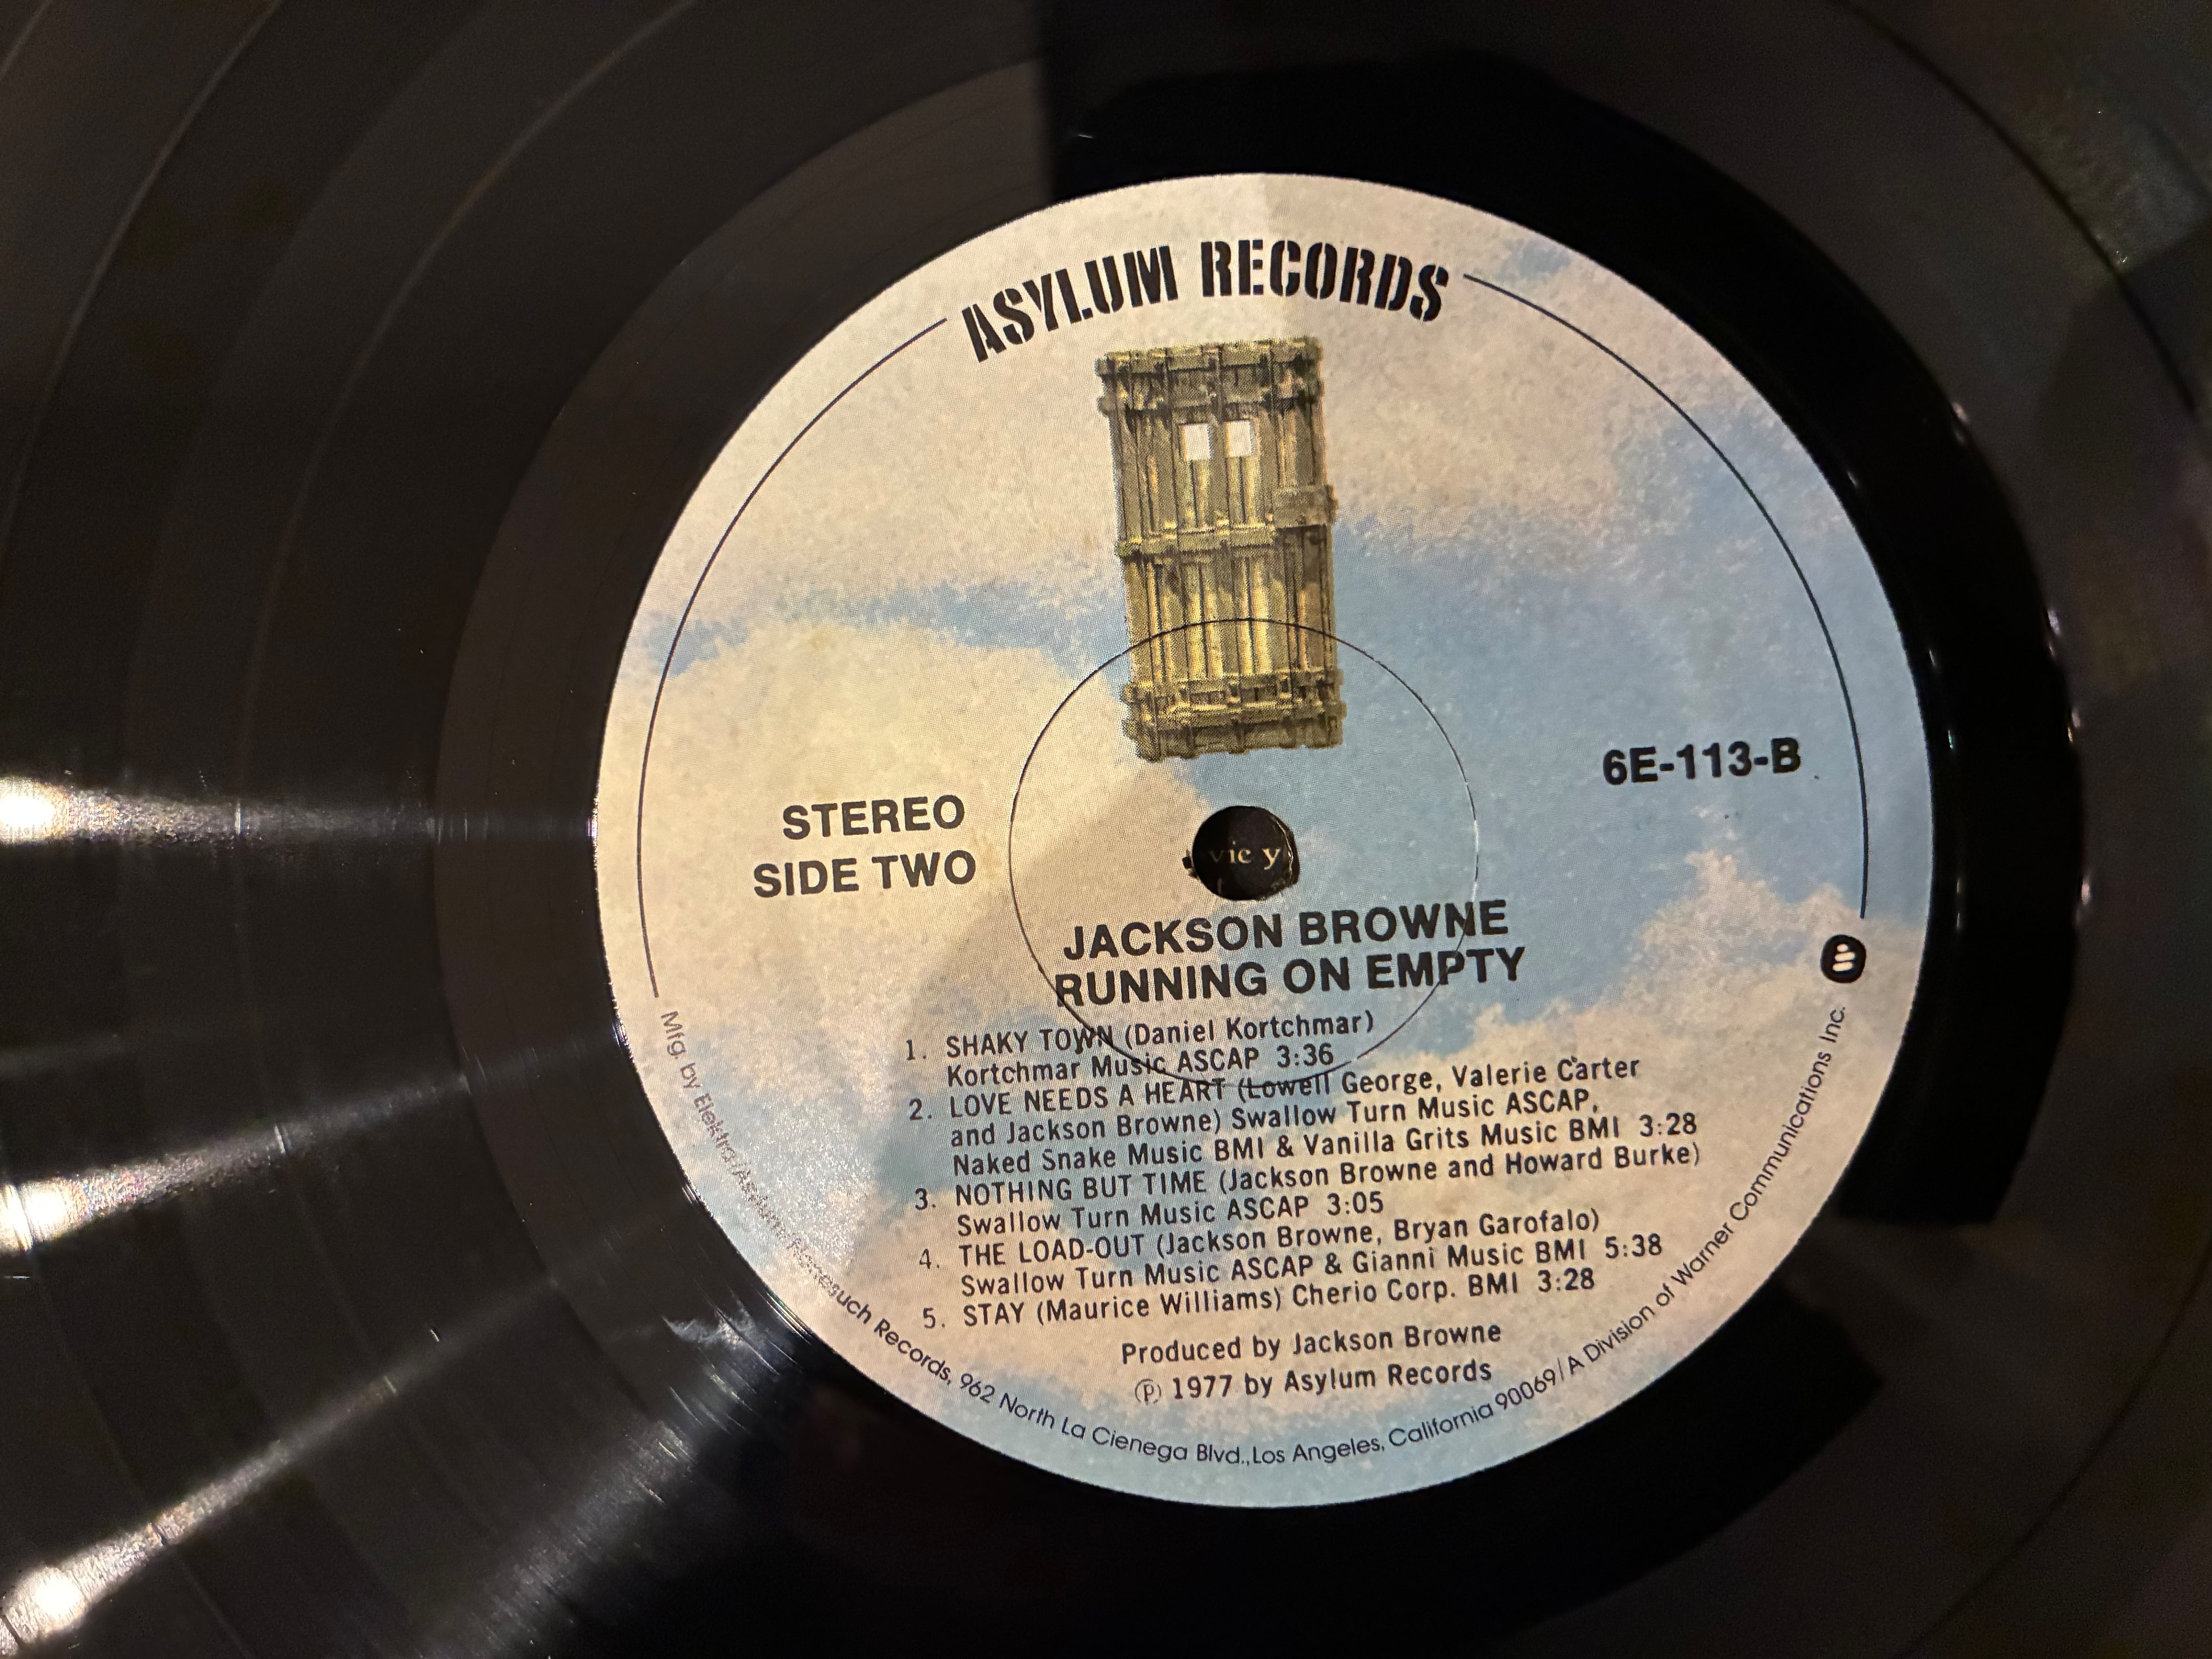 ASYLUM RECORDS
6E-113-B
STEREO
SIDE TWO
vic y
JACKSON BROWNE
RUNNING ON EMPTY
1. SHAKY TOWN (Daniel Kortchmar)
Kortchmar Music ASCAP 3:36
2. LOVE NEEDS A HEART (Lowell George, Valerie Carter
and Jackson Browne) Swallow Turn Music ASCAP,
Naked Snake Music BMI & Vanilla Grits Music BMI 3:28
3. NOTHING BUT TIME (Jackson Browne and Howard Burke)
Swallow Turn Music ASCAP 3:05
4. THE LOAD-OUT (Jackson Browne, Bryan Garofalo)
Swallow Turn Music ASCAP & Gianni Music BMI 5:38
5. STAY (Maurice Williams) Cherio Corp. BMI 3:28
Produced by Jackson Browne
℗ 1977 by Asylum Records
Mfg. by Elektra/Asylum/Nonesuch Records, 962 North La Cienega Blvd., Los Angeles, California 90069/A Division of Warner Communications Inc.